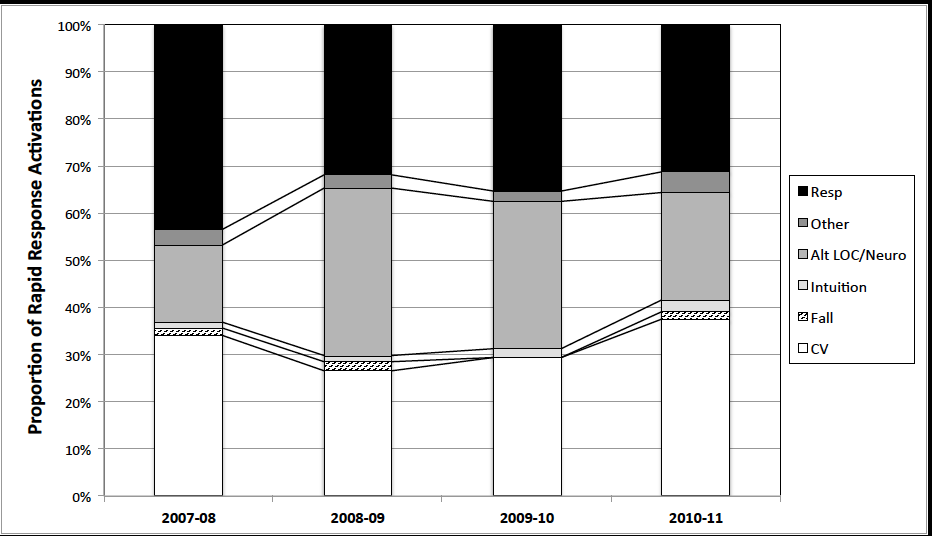 Proportion of Rapid Response Activations
100%
90%
80%
70%
60%
50%
40%
30%
20%
10%
0%
2007-08 2008-09 2009-10 2010-11
Resp
Other
Alt LOC/Neuro
Intuition
Fall
CV